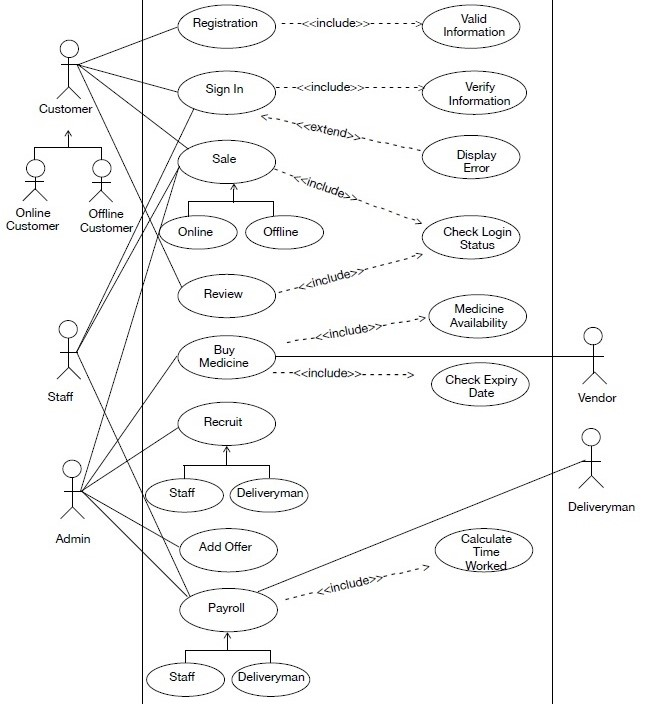 Registration
<<include>>
Valid
Information
Customer
Sign In
<<include>>
Verify
Information
<<extend>>
Display
Error
Sale
<<include>>
Online
Customer
Offline
Customer
Online
Offline
Check Login
Status
Review
<<include>>
Medicine
Availability
<<include>>
Buy
Medicine
<<include>>
Check Expiry
Date
Staff
Vendor
Recruit
Staff
Deliveryman
Deliveryman
Admin
Add Offer
Calculate
Time
Worked
<<include>>
Payroll
Staff
Deliveryman